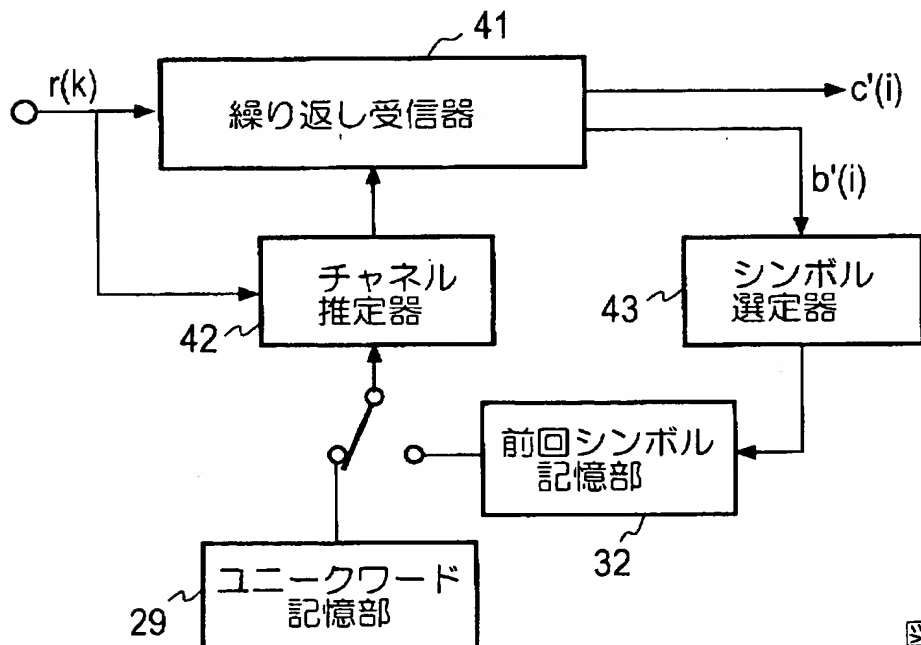 41
r(k)
繰り返し受信器
c'(i)
b'(i)
チャネル
推定器
42
シンボル
選定器
43
前回シンボル
記憶部
32
ユニークワード
記憶部
29